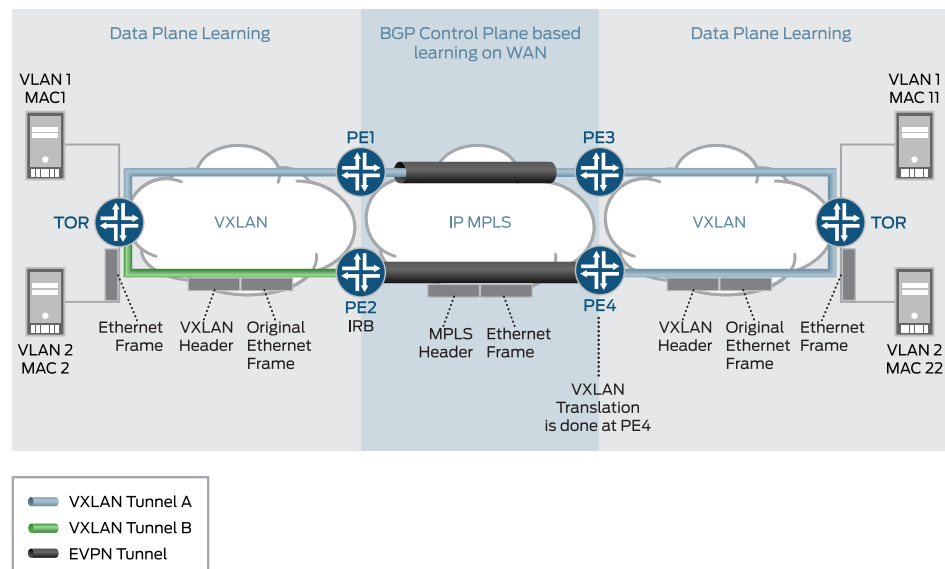 Data Plane Learning
BGP Control Plane based
learning on WAN
Data Plane Learning
VLAN 1
MAC1
VLAN 1
MAC 11
PE1
PE3
TOR
VXLAN
IP MPLS
VXLAN
TOR
PE2
IRB
PE4
VLAN 2
MAC 2
Ethernet
Frame
VXLAN
Header
Original
Ethernet
Frame
MPLS
Header
Ethernet
Frame
VXLAN
Header
Original
Ethernet
Frame
Ethernet
Frame
VLAN 2
MAC 22
VXLAN
Translation
is done at PE4
VXLAN Tunnel A
VXLAN Tunnel B
EVPN Tunnel